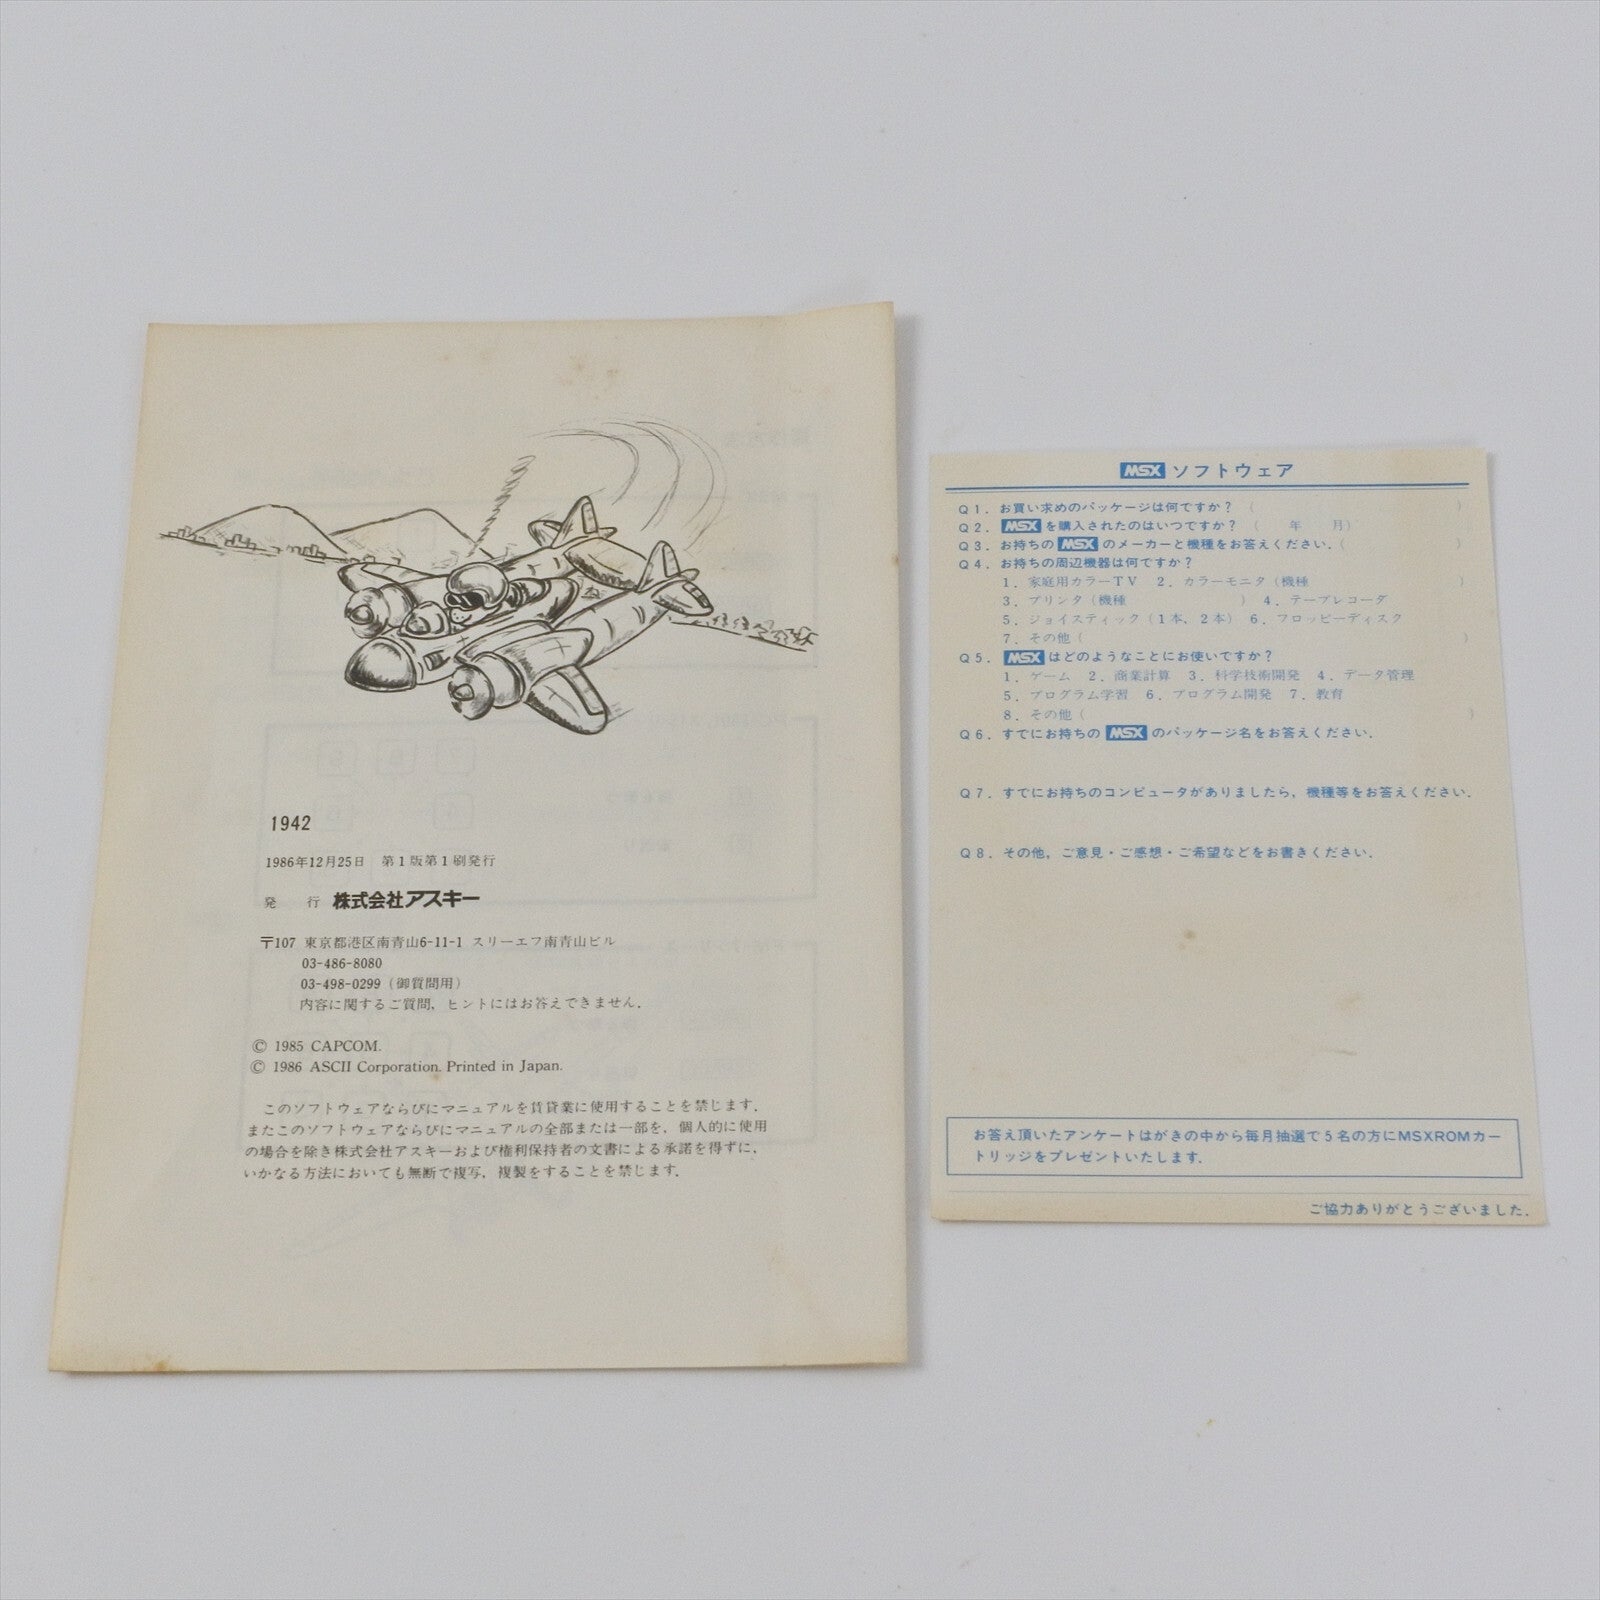 1942
1986年12月25日 第1版第1刷発行
発 行 株式会社アスキー
〒107 東京都港区南青山6-11-1 スリーエフ南青山ビル
03-486-8080
03-498-0299（御質問用）
内容に関するご質問、ヒントにはお答えできません．
© 1985 CAPCOM.
© 1986 ASCII Corporation. Printed in Japan.
このソフトウェアならびにマニュアルを賃貸業に使用することを禁じます．
またこのソフトウェアならびにマニュアルの全部または一部を、個人的に使用
の場合を除き株式会社アスキーおよび権利保持者の文書による承諾を得ずに、
いかなる方法においても無断で複写，複製をすることを禁じます．
MSX ソフトウェア
Q1．お買い求めのパッケージは何ですか？（ ）
Q2．MSXを購入されたのはいつですか？（ 年 月）
Q3．お持ちのMSXのメーカーと機種をお答えください．（ ）
Q4．お持ちの周辺機器は何ですか？
1．家庭用カラーTV 2．カラーモニタ（機種 ）
3．プリンタ（機種 ） 4．テープレコーダ
5．ジョイスティック（1本、2本） 6．フロッピーディスク
7．その他（ ）
Q5．MSXはどのようなことにお使いですか？
1．ゲーム 2．商業計算 3．科学技術開発 4．データ管理
5．プログラム学習 6．プログラム開発 7．教育
8．その他（ ）
Q6．すでにお持ちのMSXのパッケージ名をお答えください．
Q7．すでにお持ちのコンピュータがありましたら、機種等をお答えください．
Q8．その他，ご意見・ご感想・ご希望などをお書きください．
お答え頂いたアンケートはがきの中から毎月抽選で5名の方にMSXROMカー
トリッジをプレゼントいたします．
ご協力ありがとうございました．